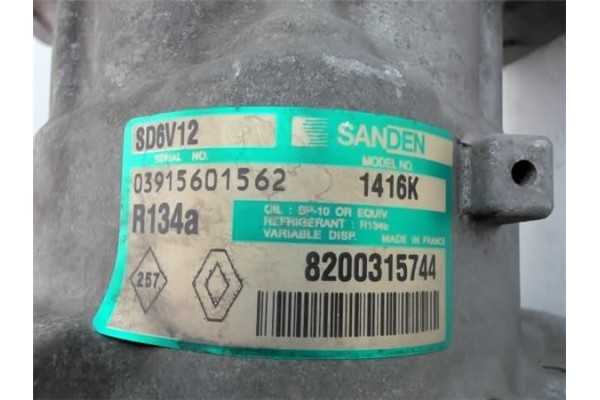 SD6V12 SANDEN
SERIAL NO. MODEL NO.
03915601562 1416K
R134a
OIL : SP-10 OR EQUIV.
REFRIGERANT : R134a
VARIABLE DISP. MADE IN FRANCE
257
8200315744